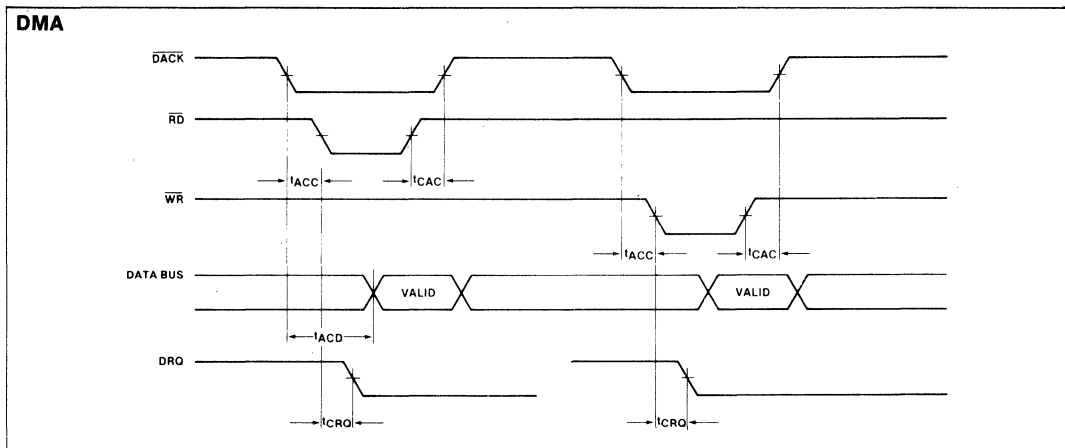 DMA
DACK
RD
tACC
tCAC
WR
tACC
tCAC
DATA BUS
VALID
VALID
tACD
DRQ
tCRQ
tCRQ